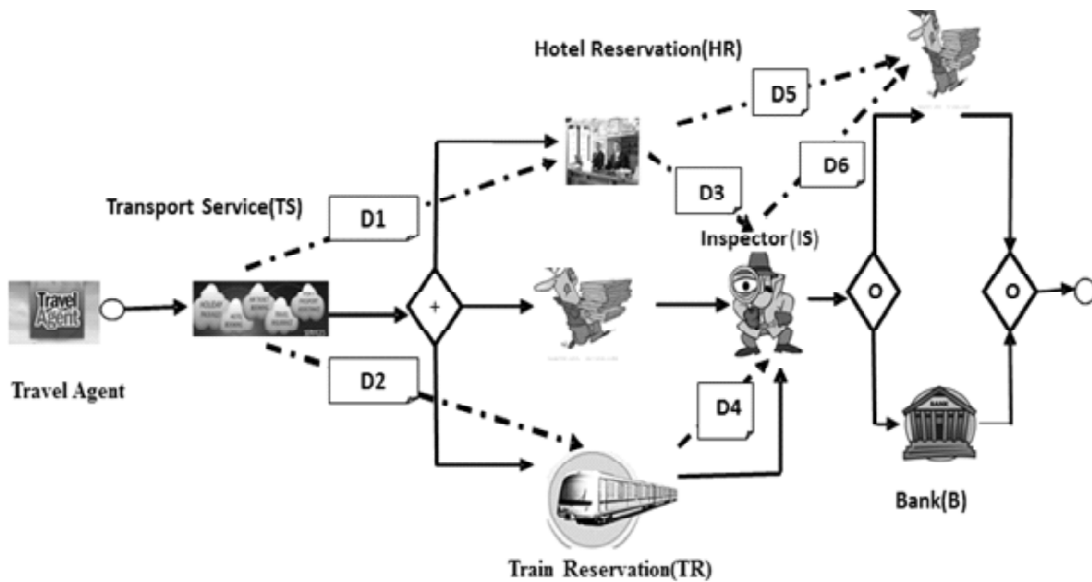 Hotel Reservation(HR)
D5
D6
D3
Transport Service(TS)
D1
Inspector(IS)
Travel
Agent
+
D2
D4
Travel Agent
BANK
Bank(B)
Train Reservation(TR)